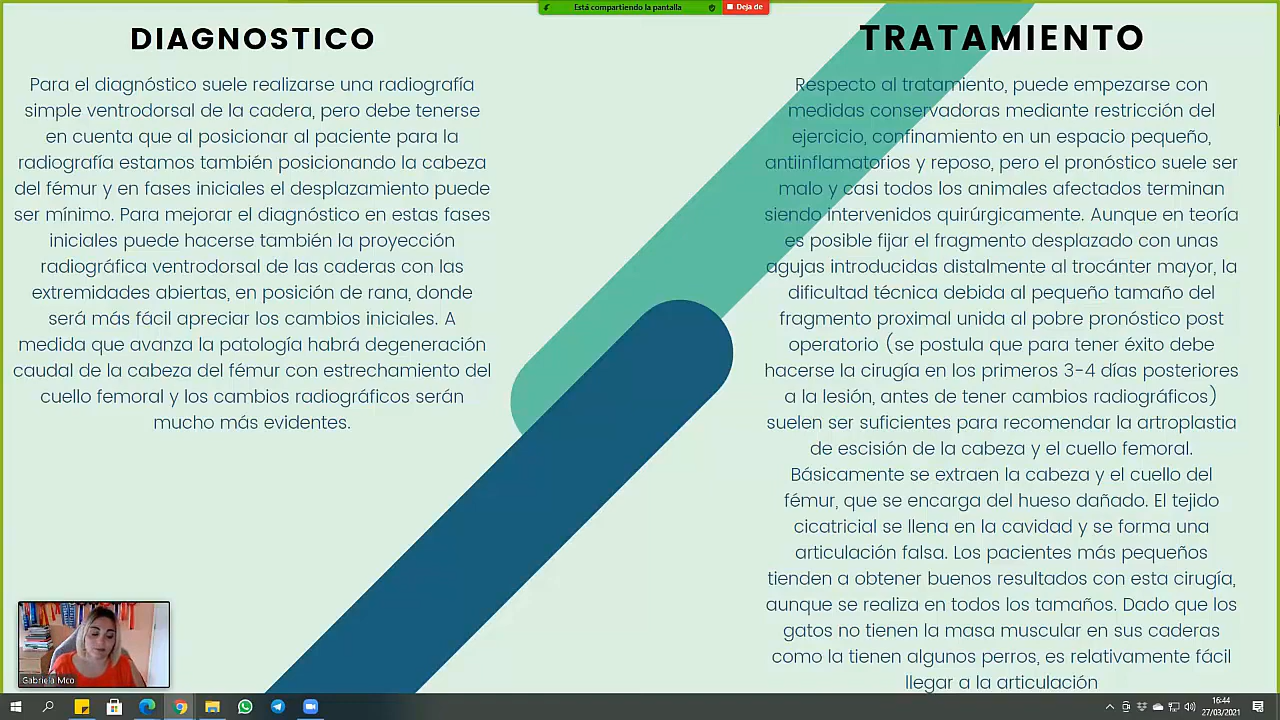 Está compartiendo la pantalla
Deja de
DIAGNOSTICO
Para el diagnóstico suele realizarse una radiografía
simple ventrodorsal de la cadera, pero debe tenerse
en cuenta que al posicionar al paciente para la
radiografía estamos también posicionando la cabeza
del fémur y en fases iniciales el desplazamiento puede
ser mínimo. Para mejorar el diagnóstico en estas fases
iniciales puede hacerse también la proyección
radiográfica ventrodorsal de las caderas con las
extremidades abiertas, en posición de rana, donde
será más fácil apreciar los cambios iniciales. A
medida que avanza la patología habrá degeneración
caudal de la cabeza del fémur con estrechamiento del
cuello femoral y los cambios radiográficos serán
mucho más evidentes.
TRATAMIENTO
Respecto al tratamiento, puede empezarse con
medidas conservadoras mediante restricción del
ejercicio, confinamiento en un espacio pequeño,
antiinflamatorios y reposo, pero el pronóstico suele ser
malo y casi todos los animales afectados terminan
siendo intervenidos quirúrgicamente. Aunque en teoría
es posible fijar el fragmento desplazado con unas
agujas introducidas distalmente al trocánter mayor, la
dificultad técnica debida al pequeño tamaño del
fragmento proximal unida al pobre pronóstico post
operatorio (se postula que para tener éxito debe
hacerse la cirugía en los primeros 3-4 días posteriores
a la lesión, antes de tener cambios radiográficos)
suelen ser suficientes para recomendar la artroplastia
de escisión de la cabeza y el cuello femoral.
Básicamente se extraen la cabeza y el cuello del
fémur, que se encarga del hueso dañado. El tejido
cicatricial se llena en la cavidad y se forma una
articulación falsa. Los pacientes más pequeños
tienden a obtener buenos resultados con esta cirugía,
aunque se realiza en todos los tamaños. Dado que los
gatos no tienen la masa muscular en sus caderas
como la tienen algunos perros, es relativamente fácil
llegar a la articulación
Gabriela Mco
16:44
27/03/2021